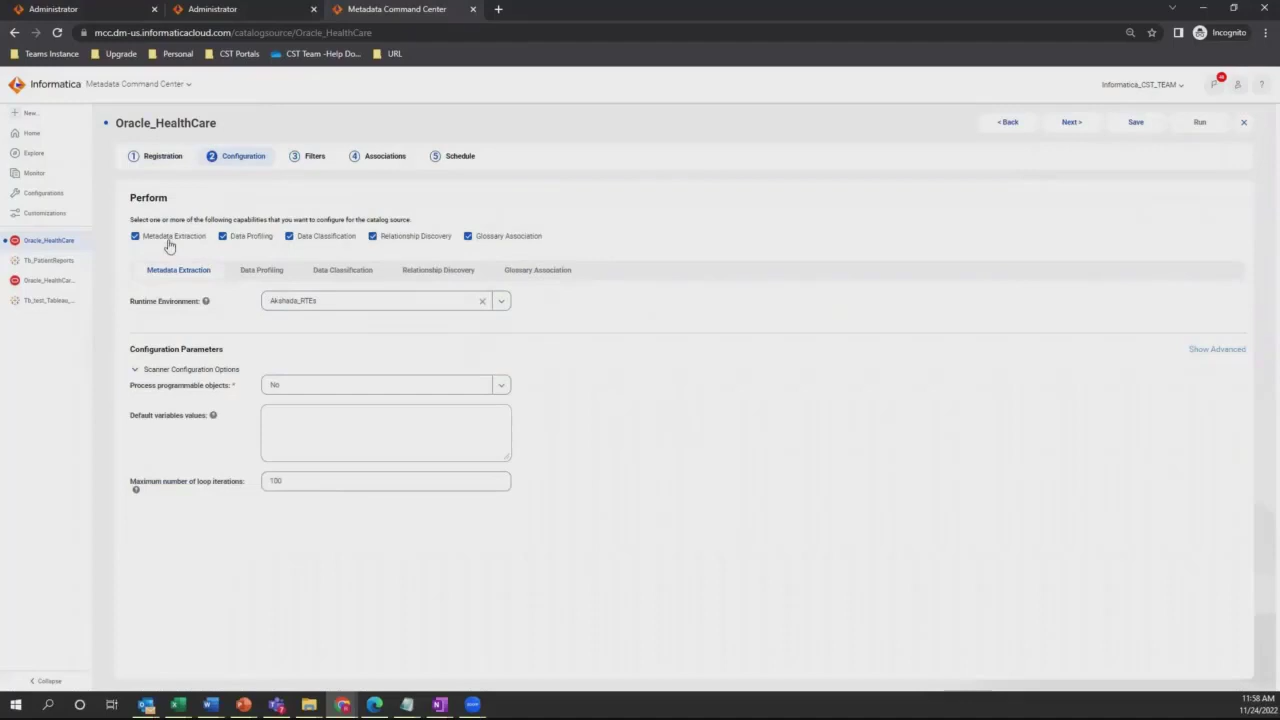 Administrator
Administrator
Metadata Command Center
mcc.dm-us.informaticacloud.com/catalogsource/Oracle_HealthCare
Incognito
Teams Instance
Upgrade
Personal
CST Portals
CST Team -Help Do...
URL
Informatica
Metadata Command Center
Informatica_CST_TEAM
New...
Home
Explore
Monitor
Configurations
Customizations
Oracle_HealthCare
Tb_PatientReports
Oracle_HealthCar...
Tb_test_Tableau_...
Collapse
Oracle_HealthCare
< Back
Next >
Save
Run
1 Registration
2 Configuration
3 Filters
4 Associations
5 Schedule
Perform
Select one or more of the following capabilities that you want to configure for the catalog source.
Metadata Extraction
Data Profiling
Data Classification
Relationship Discovery
Glossary Association
Metadata Extraction
Data Profiling
Data Classification
Relationship Discovery
Glossary Association
Runtime Environment:
Akshada_RTEs
Configuration Parameters
Show Advanced
Scanner Configuration Options
Process programmable objects: *
No
Default variables values:
Maximum number of loop iterations:
100
11:58 AM
11/24/2022